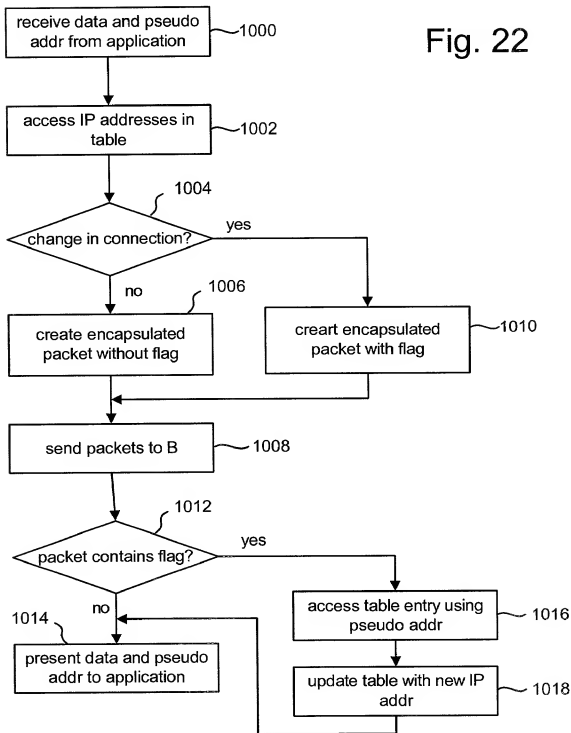 receive data and pseudo
addr from application
1000
Fig. 22
access IP addresses in
table
1002
1004
change in connection?
yes
no
1006
create encapsulated
packet without flag
creart encapsulated
packet with flag
1010
send packets to B
1008
1012
packet contains flag?
yes
no
1014
present data and pseudo
addr to application
access table entry using
pseudo addr
1016
update table with new IP
addr
1018